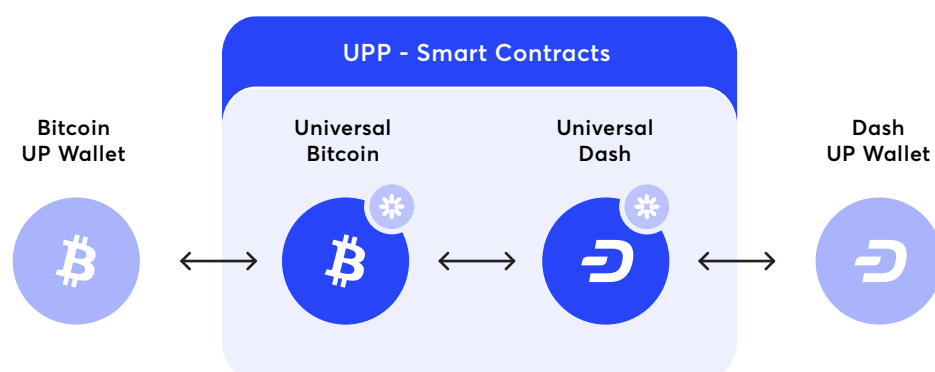 UPP - Smart Contracts
Bitcoin
UP Wallet
Universal
Bitcoin
Universal
Dash
Dash
UP Wallet